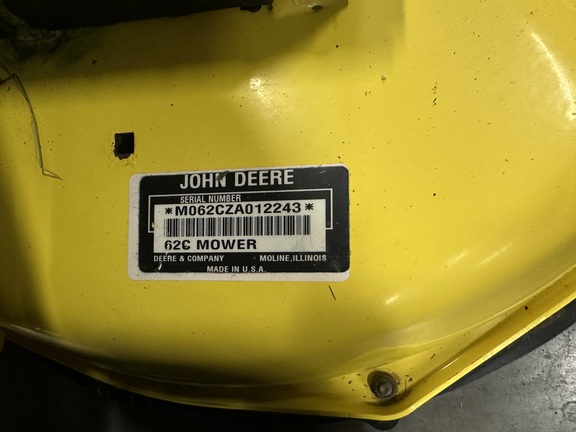 JOHN DEERE
SERIAL NUMBER
*M062CZA012243*
62C MOWER
DEERE & COMPANY MOLINE, ILLINOIS
MADE IN U.S.A.